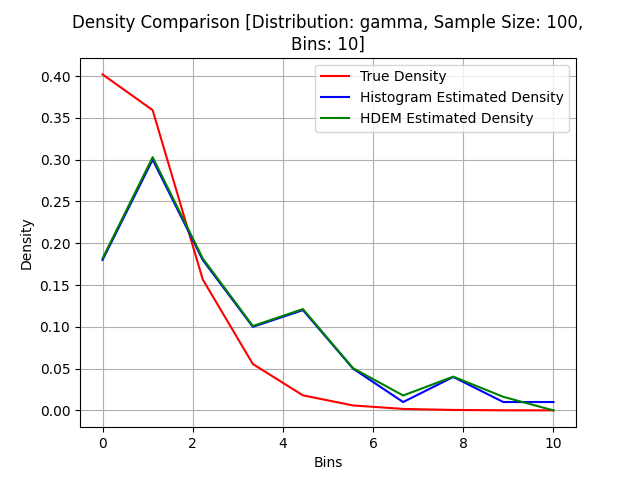 Density Comparison [Distribution: gamma, Sample Size: 100,
Bins: 10]
True Density
Histogram Estimated Density
HDEM Estimated Density
Density
0.40
0.35
0.30
0.25
0.20
0.15
0.10
0.05
0.00
0 2 4 6 8 10
Bins